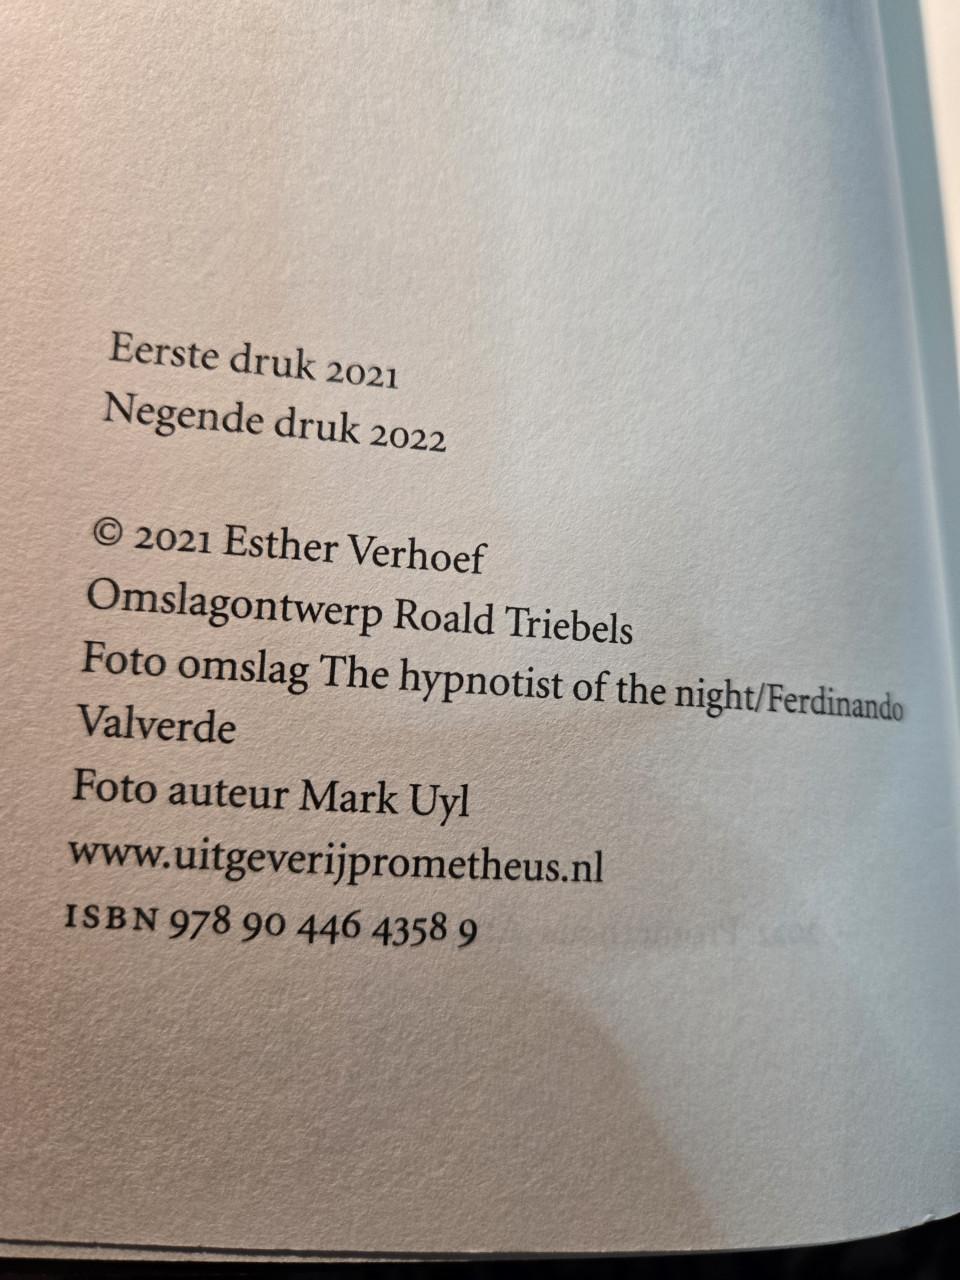 Eerste druk 2021
Negende druk 2022
© 2021 Esther Verhoef
Omslagontwerp Roald Triebels
Foto omslag The hypnotist of the night/Ferdinando
Valverde
Foto auteur Mark Uyl
www.uitgeverijprometheus.nl
ISBN 978 90 446 4358 9